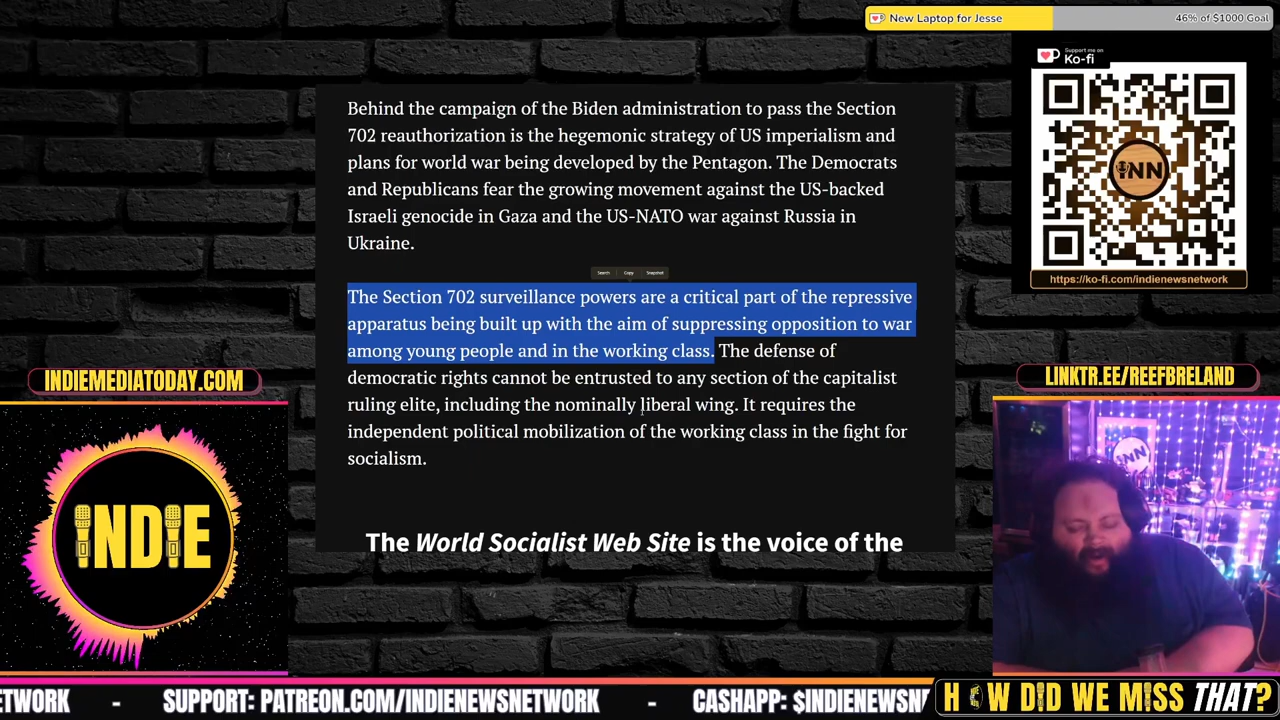 New Laptop for Jesse
46% of $1000 Goal
Support me on
Ko-fi
iNN
https://ko-fi.com/indienewsnetwork
Behind the campaign of the Biden administration to pass the Section
702 reauthorization is the hegemonic strategy of US imperialism and
plans for world war being developed by the Pentagon. The Democrats
and Republicans fear the growing movement against the US-backed
Israeli genocide in Gaza and the US-NATO war against Russia in
Ukraine.
Search
Copy
Snapshot
The Section 702 surveillance powers are a critical part of the repressive
apparatus being built up with the aim of suppressing opposition to war
among young people and in the working class. The defense of
democratic rights cannot be entrusted to any section of the capitalist
ruling elite, including the nominally liberal wing. It requires the
independent political mobilization of the working class in the fight for
socialism.
The World Socialist Web Site is the voice of the
INDIEMEDIATODAY.COM
INDIE
LINKTR.EE/REEFBRELAND
iNN
ETWORK - SUPPORT: PATREON.COM/INDIENEWSNETWORK - CASHAPP: $INDIENEWSN
HOW DID WE MISS THAT?